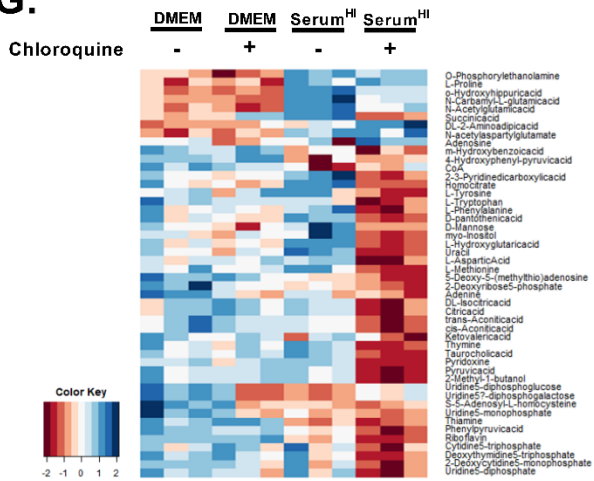 G.
DMEM DMEM Serum^HI Serum^HI
Chloroquine - + - +
O-Phosphorylethanolamine
L-Proline
o-Hydroxyhippuricacid
N-Carbamyl-L-glutamicacid
N-Acetylglutamicacid
Succinicacid
DL-2-Aminoadipicacid
N-acetylaspartylglutamate
Adenosine
m-Hydroxybenzoicacid
4-Hydroxyphenyl-pyruvicacid
CoA
2-3-Pyridinedicarboxylicacid
Homocitrate
L-Tyrosine
L-Tryptophan
L-Phenylalanine
D-pantothenicacid
D-Mannose
myo-Inositol
L-Hydroxyglutaricacid
Uracil
L-AsparticAcid
L-Methionine
5-Deoxy-5-(methylthio)adenosine
2-Deoxyribose5-phosphate
Adenine
DL-Isocitricacid
Citricacid
trans-Aconiticacid
cis-Aconiticacid
Ketovalericacid
Thymine
Taurocholicacid
Pyridoxine
Pyruvicacid
2-Methyl-1-butanol
Uridine5-diphosphoglucose
Uridine5?-diphosphogalactose
S-5-Adenosyl-L-homocysteine
Uridine5-monophosphate
Thiamine
Phenylpyruvicacid
Riboflavin
Cytidine5-triphosphate
Deoxythymidine5-triphosphate
2-Deoxycytidine5-monophosphate
Uridine5-diphosphate
Color Key
-2 -1 0 1 2